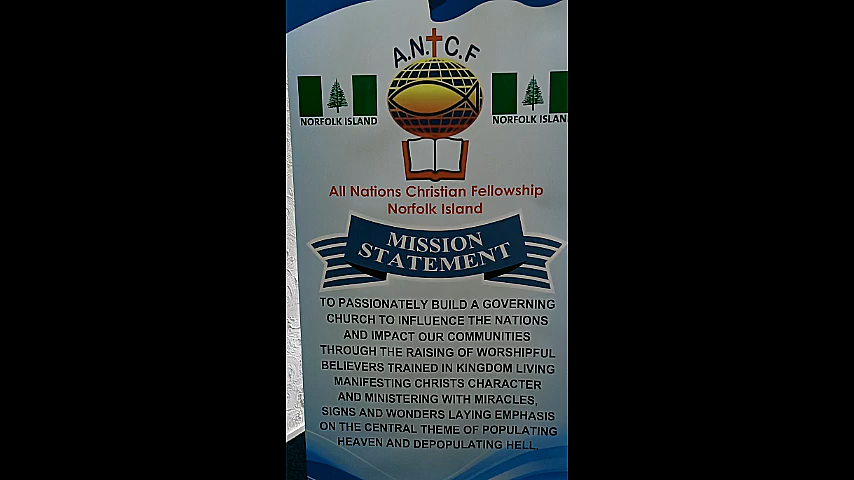 A.N.C.F
NORFOLK ISLAND
NORFOLK ISLAN
All Nations Christian Fellowship
Norfolk Island
MISSION
STATEMENT
TO PASSIONATELY BUILD A GOVERNING
CHURCH TO INFLUENCE THE NATIONS
AND IMPACT OUR COMMUNITIES
THROUGH THE RAISING OF WORSHIPFUL
BELIEVERS TRAINED IN KINGDOM LIVING
MANIFESTING CHRISTS CHARACTER
AND MINISTERING WITH MIRACLES,
SIGNS AND WONDERS LAYING EMPHASIS
ON THE CENTRAL THEME OF POPULATING
HEAVEN AND DEPOPULATING HELL.